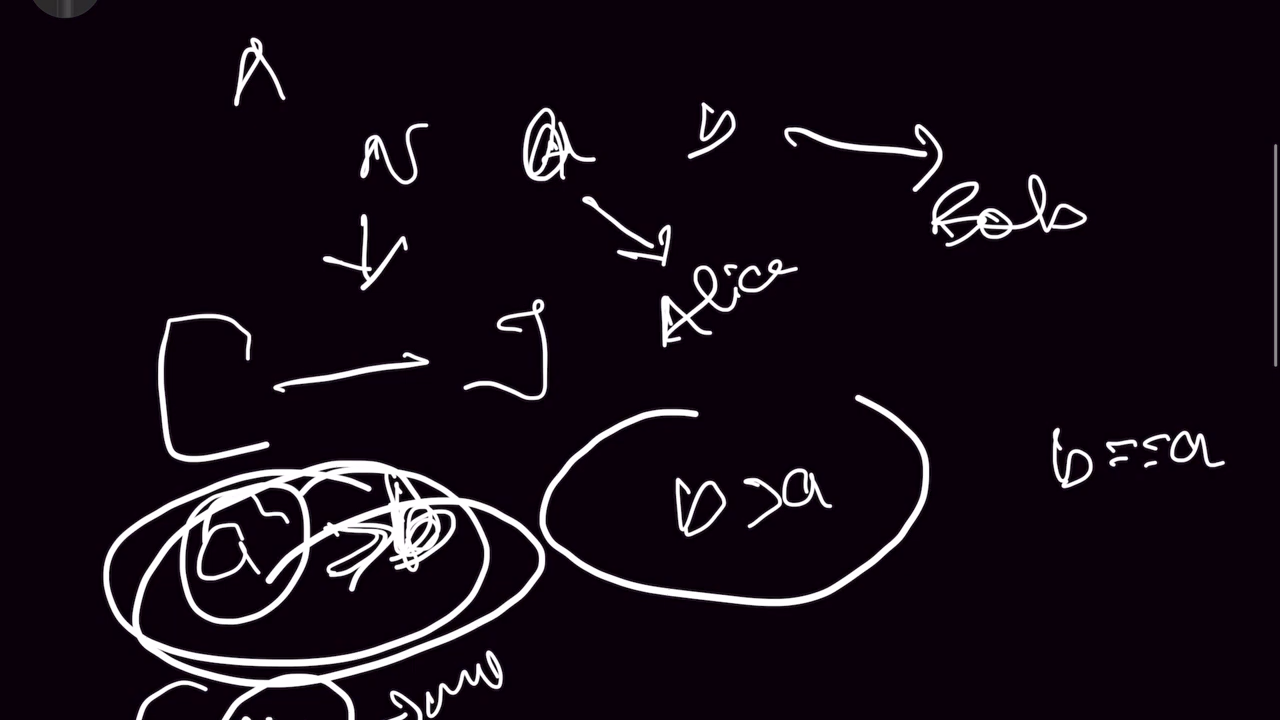 A
N a b → Bob
Alice
[ → ]
a > b
b > a
b == a